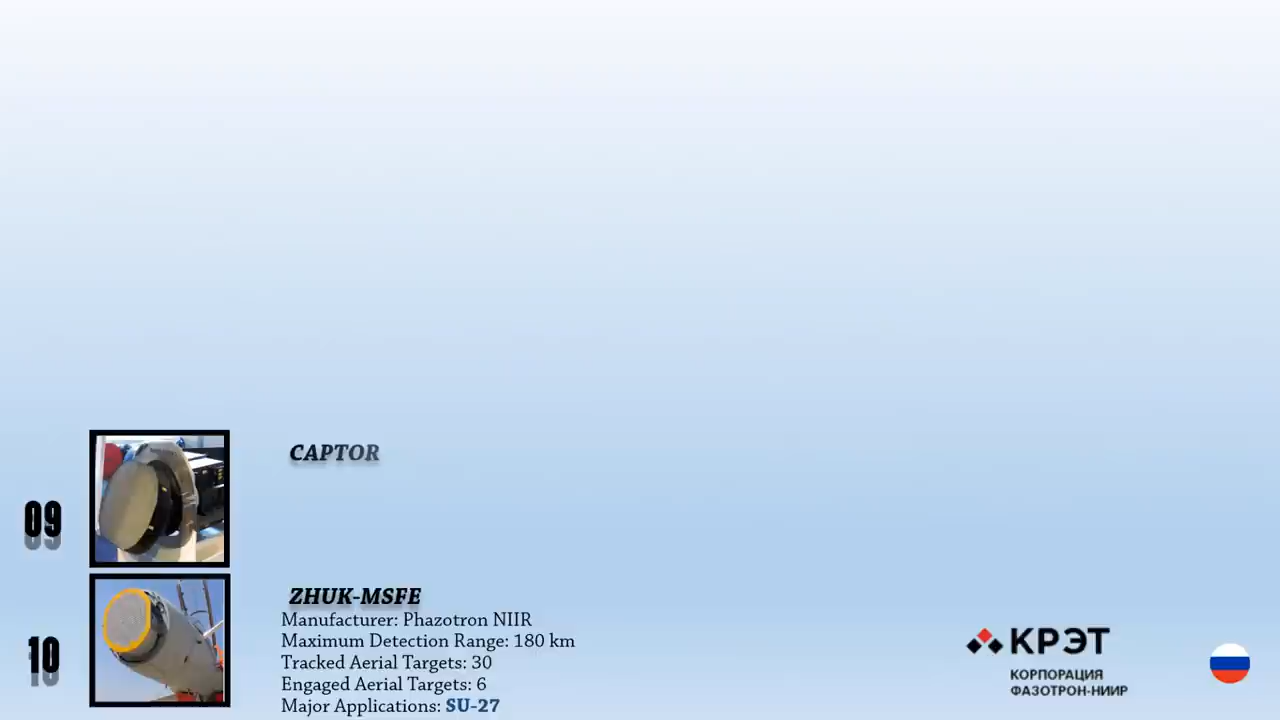 09
CAPTOR
10
ZHUK-MSFE
Manufacturer: Phazotron NIIR
Maximum Detection Range: 180 km
Tracked Aerial Targets: 30
Engaged Aerial Targets: 6
Major Applications: SU-27
КРЭТ
КОРПОРАЦИЯ
ФАЗОТРОН-НИИР